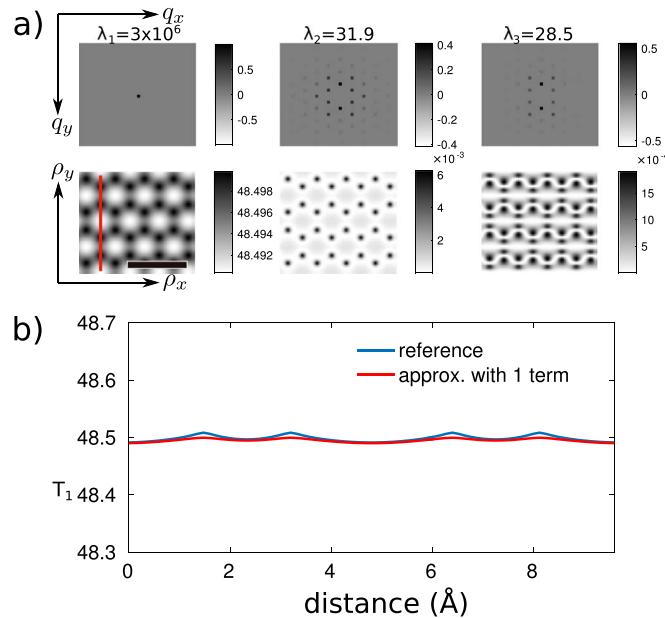 a)
q_x
λ₁=3x10⁶
λ₂=31.9
λ₃=28.5
q_y
0.5
0
-0.5
0.4
0.2
0
-0.2
-0.4
0.5
0
-0.5
ρ_y
ρ_x
48.498
48.496
48.494
48.492
×10⁻³
6
4
2
15
10
5
b)
48.7
48.6
48.5
48.4
48.3
T₁
reference
approx. with 1 term
0
2
4
6
8
distance (Å)